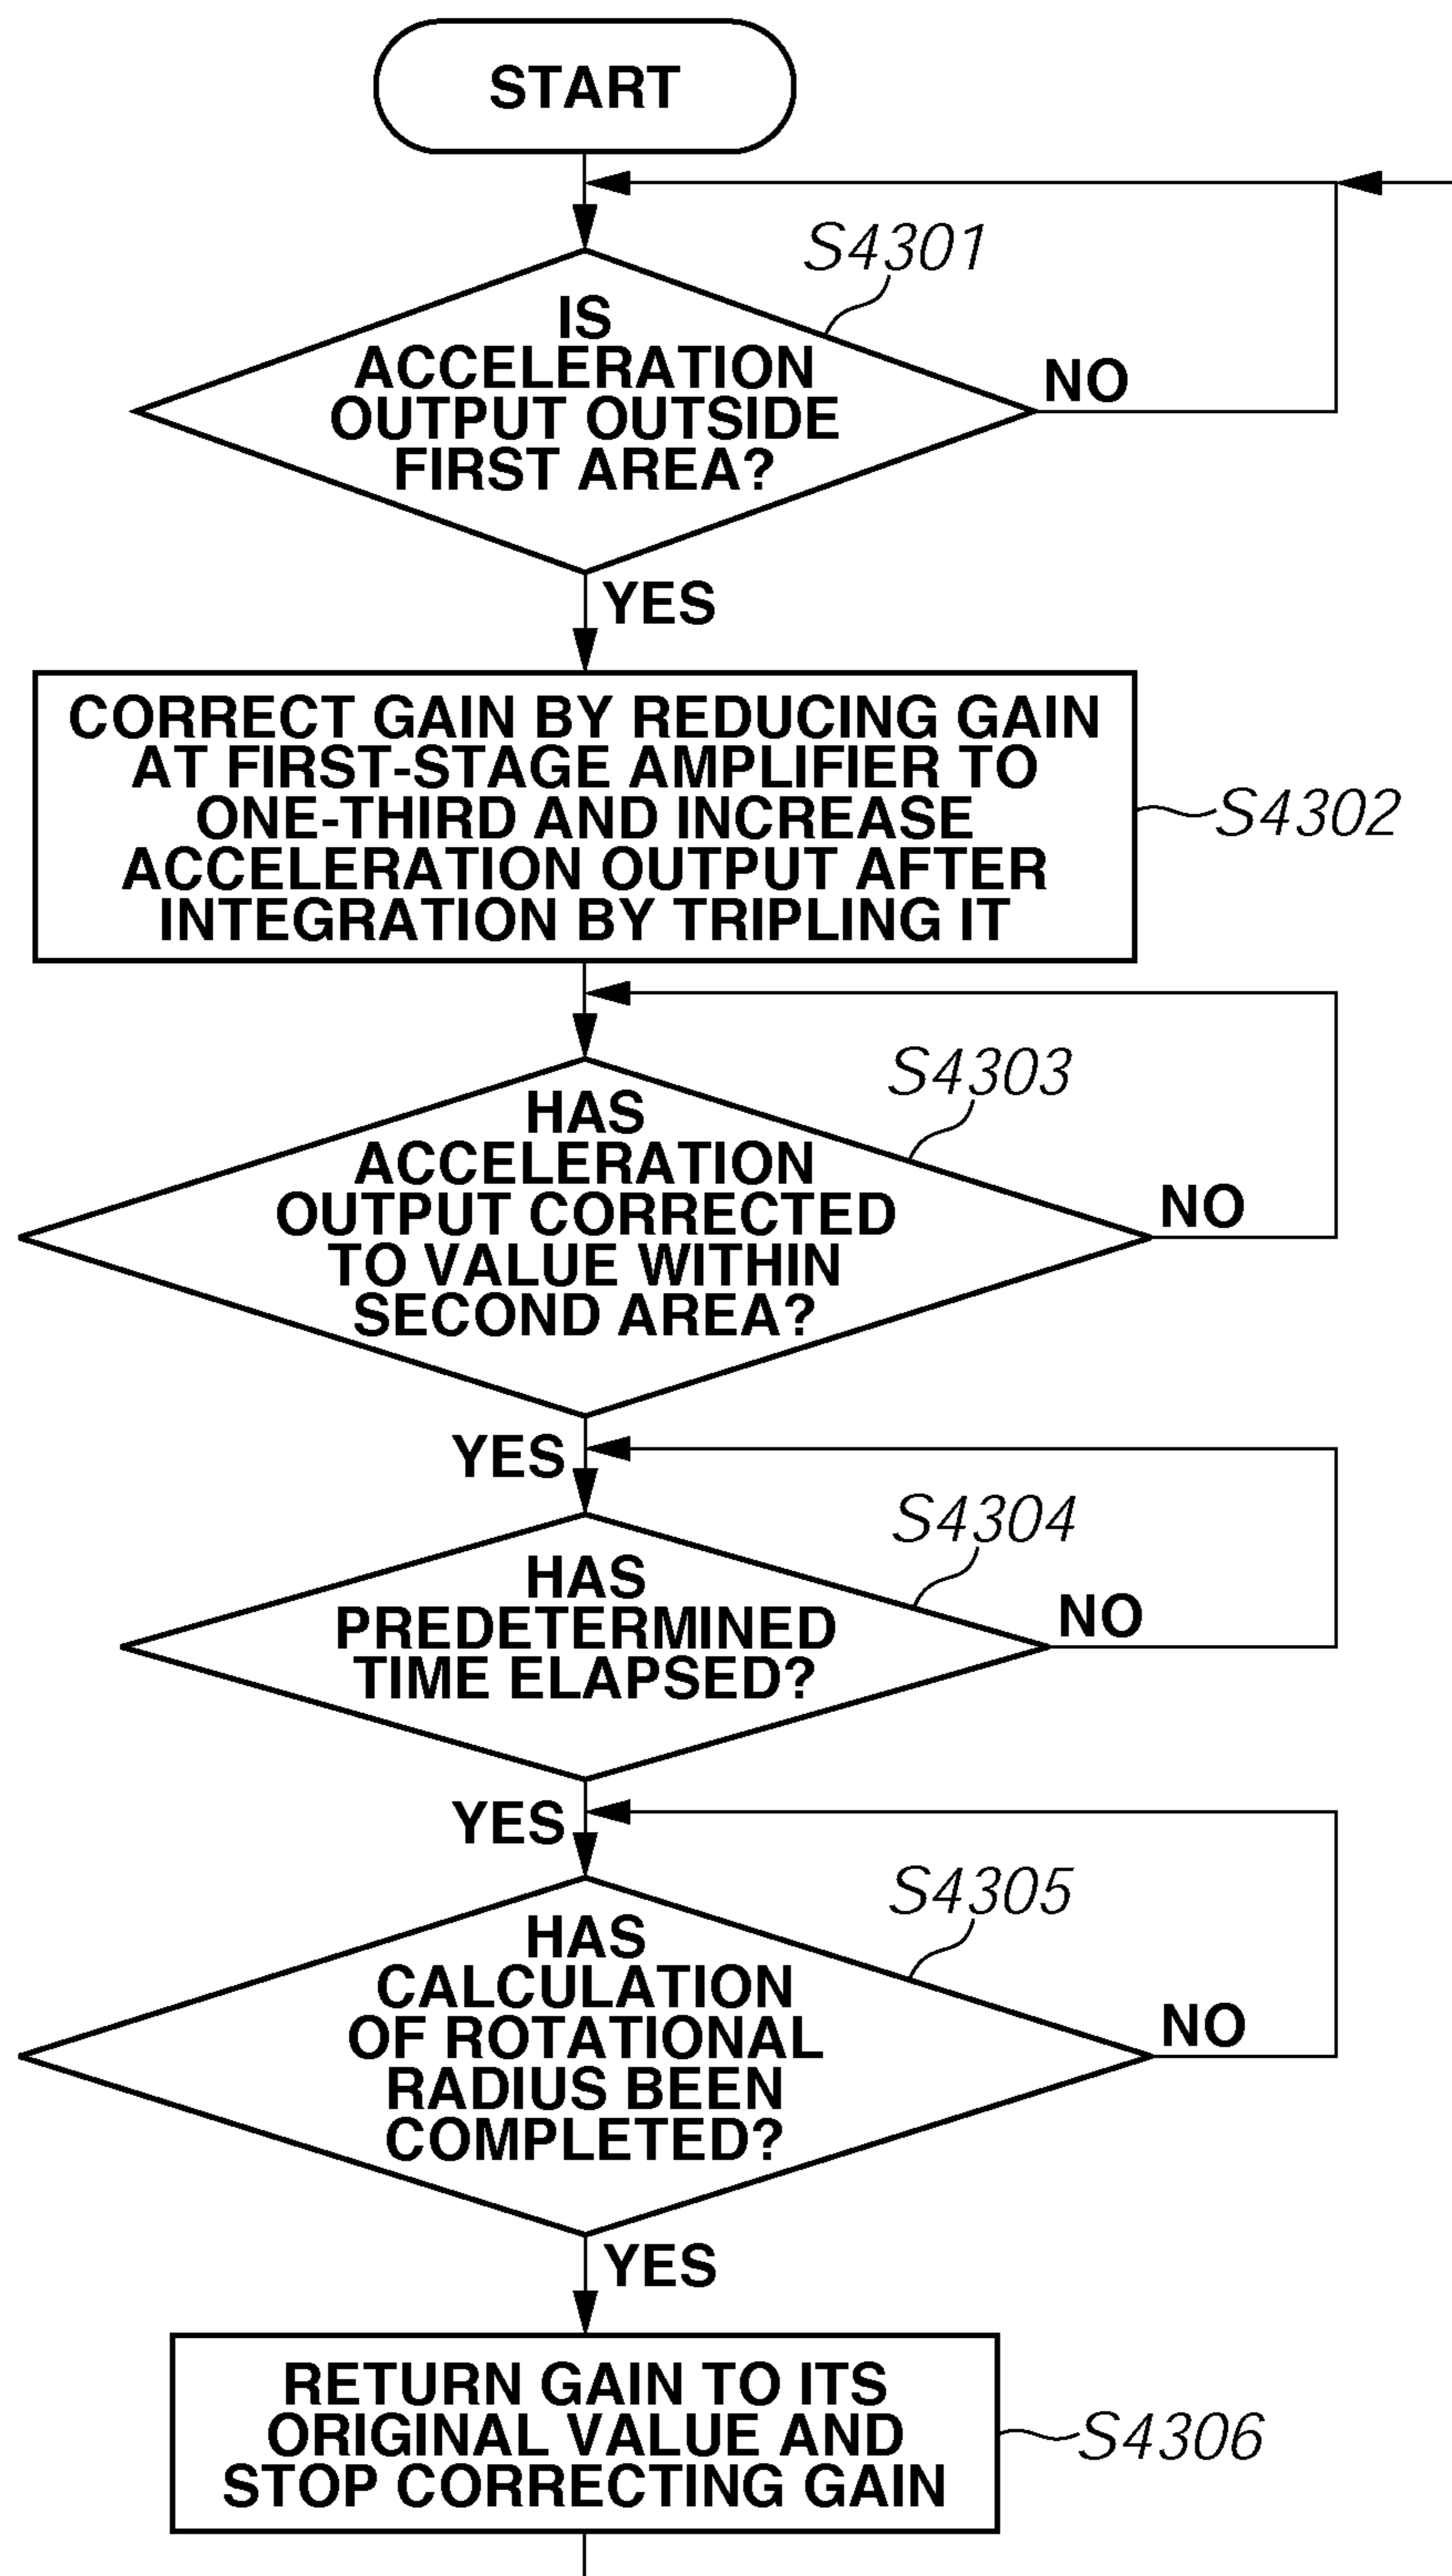 START
S4301
IS
ACCELERATION
OUTPUT OUTSIDE
FIRST AREA?
NO
YES
CORRECT GAIN BY REDUCING GAIN
AT FIRST-STAGE AMPLIFIER TO
ONE-THIRD AND INCREASE
ACCELERATION OUTPUT AFTER
INTEGRATION BY TRIPLING IT
S4302
S4303
HAS
ACCELERATION
OUTPUT CORRECTED
TO VALUE WITHIN
SECOND AREA?
NO
YES
S4304
HAS
PREDETERMINED
TIME ELAPSED?
NO
YES
S4305
HAS
CALCULATION
OF ROTATIONAL
RADIUS BEEN
COMPLETED?
NO
YES
RETURN GAIN TO ITS
ORIGINAL VALUE AND
STOP CORRECTING GAIN
S4306